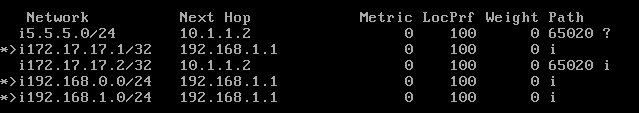 Network Next Hop Metric LocPrf Weight Path
i5.5.5.0/24 10.1.1.2 0 100 0 65020 ?
*>i172.17.17.1/32 192.168.1.1 0 100 0 i
i172.17.17.2/32 10.1.1.2 0 100 0 65020 i
*>i192.168.0.0/24 192.168.1.1 0 100 0 i
*>i192.168.1.0/24 192.168.1.1 0 100 0 i